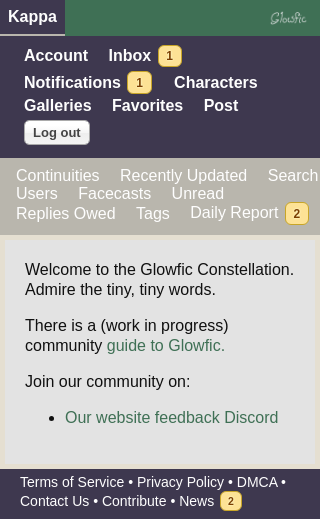 Kappa Glowfic
Account Inbox 1
Notifications 1 Characters
Galleries Favorites Post
Log out
Continuities Recently Updated Search
Users Facecasts Unread
Replies Owed Tags Daily Report 2
Welcome to the Glowfic Constellation.
Admire the tiny, tiny words.
There is a (work in progress)
community guide to Glowfic.
Join our community on:
• Our website feedback Discord
Terms of Service • Privacy Policy • DMCA •
Contact Us • Contribute • News 2